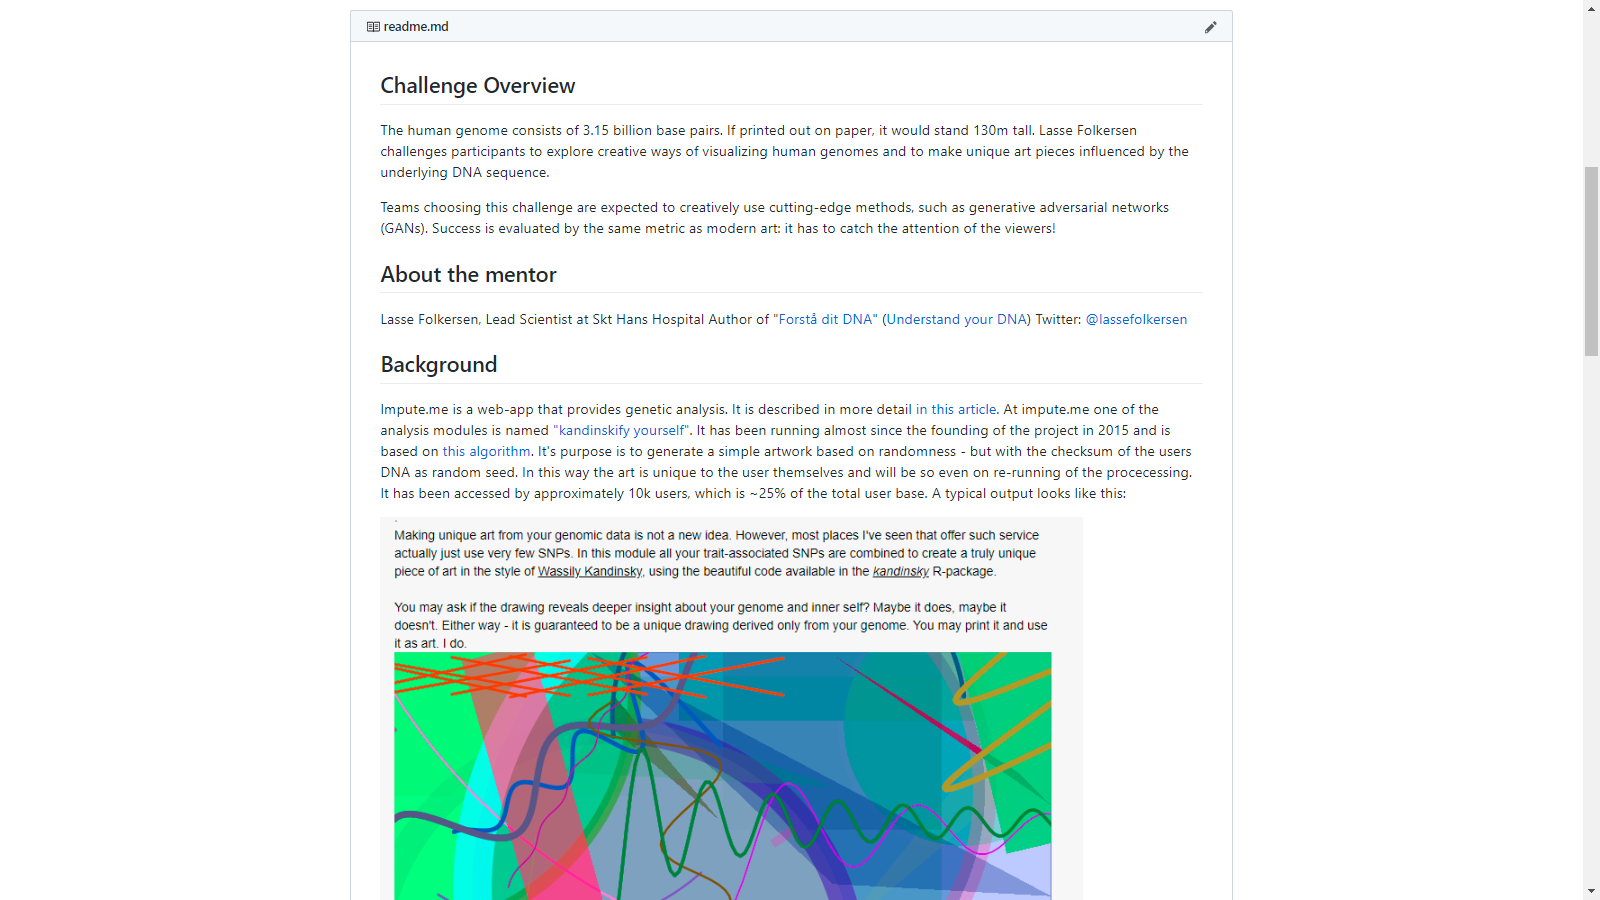 readme.md
Challenge Overview
The human genome consists of 3.15 billion base pairs. If printed out on paper, it would stand 130m tall. Lasse Folkersen
challenges participants to explore creative ways of visualizing human genomes and to make unique art pieces influenced by the
underlying DNA sequence.
Teams choosing this challenge are expected to creatively use cutting-edge methods, such as generative adversarial networks
(GANs). Success is evaluated by the same metric as modern art: it has to catch the attention of the viewers!
About the mentor
Lasse Folkersen, Lead Scientist at Skt Hans Hospital Author of "Forstå dit DNA" (Understand your DNA) Twitter: @lassefolkersen
Background
Impute.me is a web-app that provides genetic analysis. It is described in more detail in this article. At impute.me one of the
analysis modules is named "kandinskify yourself". It has been running almost since the founding of the project in 2015 and is
based on this algorithm. It's purpose is to generate a simple artwork based on randomness - but with the checksum of the users
DNA as random seed. In this way the art is unique to the user themselves and will be so even on re-running of the procecessing.
It has been accessed by approximately 10k users, which is ~25% of the total user base. A typical output looks like this:
Making unique art from your genomic data is not a new idea. However, most places I've seen that offer such service
actually just use very few SNPs. In this module all your trait-associated SNPs are combined to create a truly unique
piece of art in the style of Wassily Kandinsky, using the beautiful code available in the kandinsky R-package.
You may ask if the drawing reveals deeper insight about your genome and inner self? Maybe it does, maybe it
doesn't. Either way - it is guaranteed to be a unique drawing derived only from your genome. You may print it and use
it as art. I do.